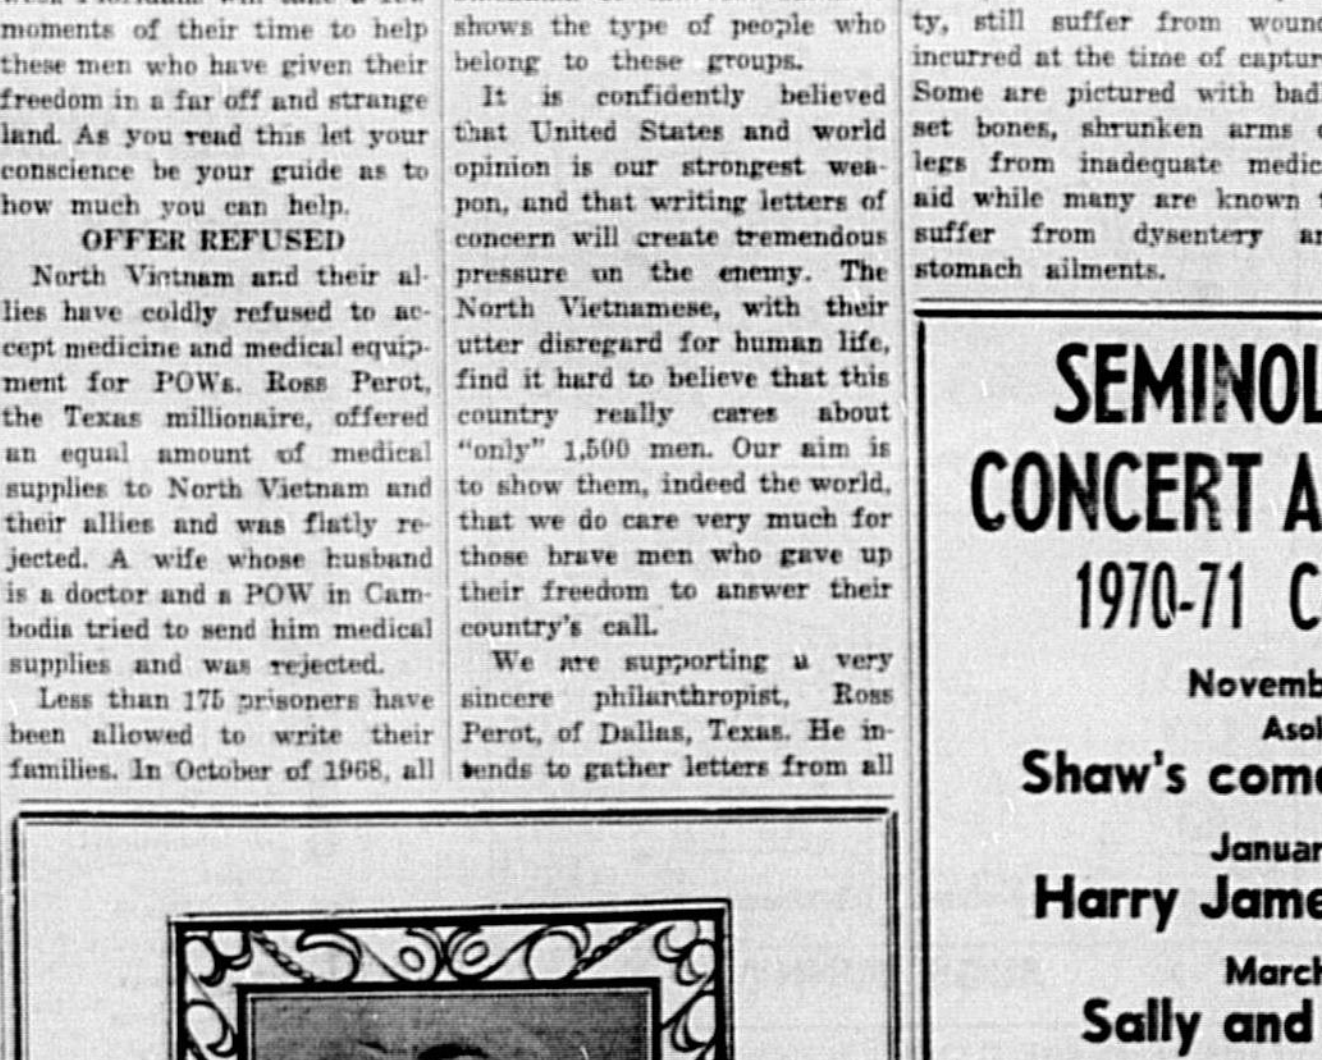 moments of their time to help
these men who have given their
freedom in a far off and strange
land. As you read this let your
conscience be your guide as to
how much you can help.
OFFER REFUSED
North Vietnam and their al-
lies have coldly refused to ac-
cept medicine and medical equip-
ment for POWs. Ross Perot,
the Texas millionaire, offered
an equal amount of medical
supplies to North Vietnam and
their allies and was flatly re-
jected. A wife whose husband
is a doctor and a POW in Cam-
bodia tried to send him medical
supplies and was rejected.
Less than 175 prisoners have
been allowed to write their
families. In October of 1968, all
shows the type of people who
belong to these groups.
It is confidently believed
that United States and world
opinion is our strongest wea-
pon, and that writing letters of
concern will create tremendous
pressure on the enemy. The
North Vietnamese, with their
utter disregard for human life,
find it hard to believe that this
country really cares about
"only" 1,500 men. Our aim is
to show them, indeed the world,
that we do care very much for
those brave men who gave up
their freedom to answer their
country's call.
We are supporting a very
sincere philanthropist, Ross
Perot, of Dallas, Texas. He in-
tends to gather letters from all
ty, still suffer from wound
incurred at the time of captur
Some are pictured with badl
set bones, shrunken arms
legs from inadequate medic
aid while many are known
suffer from dysentery an
stomach ailments.
SEMINOL
CONCERT A
1970-71 C
Novemb
Asol
Shaw's come
Januar
Harry Jame
March
Sally and